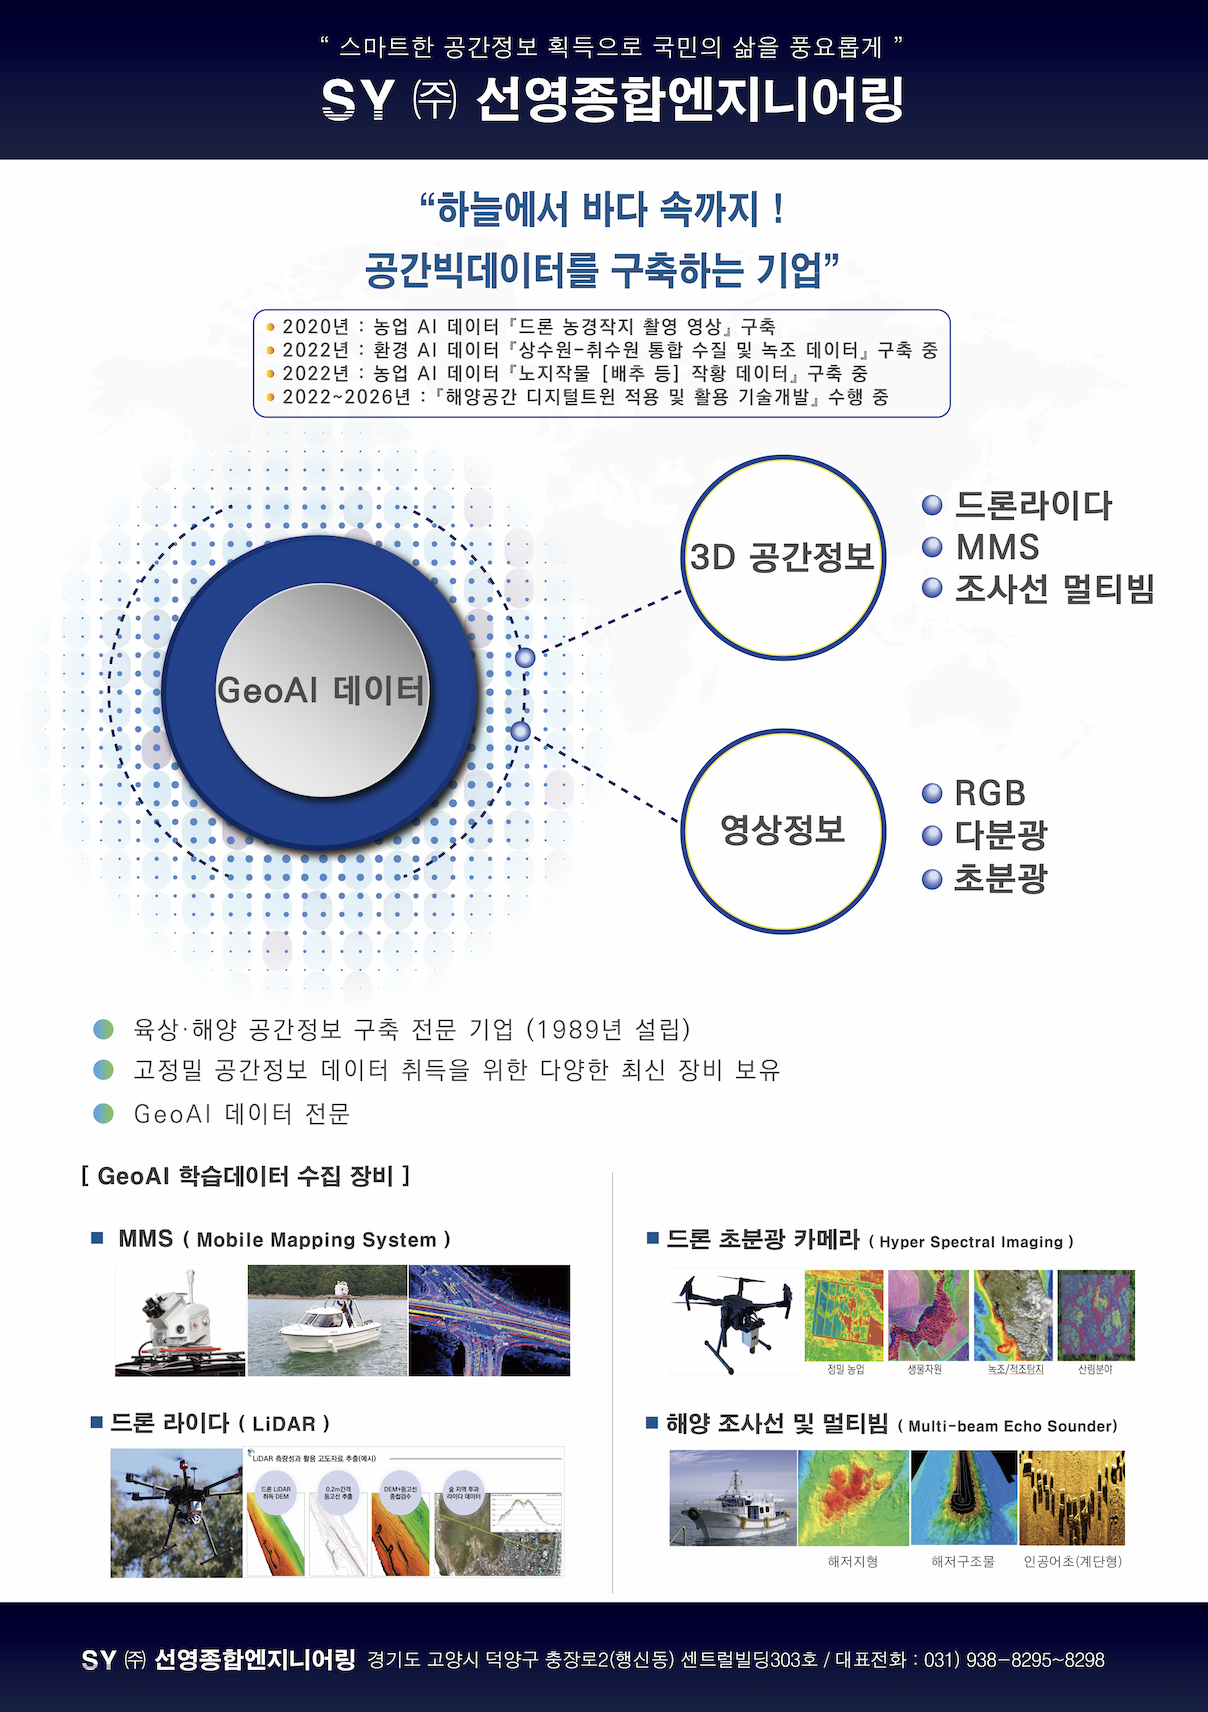 “ 스마트한 공간정보 획득으로 국민의 삶을 풍요롭게 ”
SY ㈜ 선영종합엔지니어링
“하늘에서 바다 속까지 !
공간빅데이터를 구축하는 기업”
2020년 : 농업 AI 데이터 『드론 농경작지 촬영 영상』 구축
2022년 : 환경 AI 데이터 『상수원-취수원 통합 수질 및 녹조 데이터』 구축 중
2022년 : 농업 AI 데이터 『노지작물 [배추 등] 작황 데이터』 구축 중
2022~2026년 : 『해양공간 디지털트윈 적용 및 활용 기술개발』 수행 중
GeoAI 데이터
3D 공간정보
드론라이다
MMS
조사선 멀티빔
영상정보
RGB
다분광
초분광
육상·해양 공간정보 구축 전문 기업 (1989년 설립)
고정밀 공간정보 데이터 취득을 위한 다양한 최신 장비 보유
GeoAI 데이터 전문
[ GeoAI 학습데이터 수집 장비 ]
MMS ( Mobile Mapping System )
드론 초분광 카메라 ( Hyper Spectral Imaging )
정밀 농업
생물자원
녹조/적조탐지
산림분야
드론 라이다 ( LiDAR )
LiDAR 측량성과 활용 고도자료 추출(예시)
드론 LiDAR
취득 DEM
0.2m간격
등고선 추출
DEM+등고선
중첩검수
숲 지역 투과
라이다 데이터
해양 조사선 및 멀티빔 ( Multi-beam Echo Sounder)
해저지형
해저구조물
인공어초(계단형)
SY ㈜ 선영종합엔지니어링 경기도 고양시 덕양구 충장로2(행신동) 센트럴빌딩303호 / 대표전화 : 031) 938-8295~8298